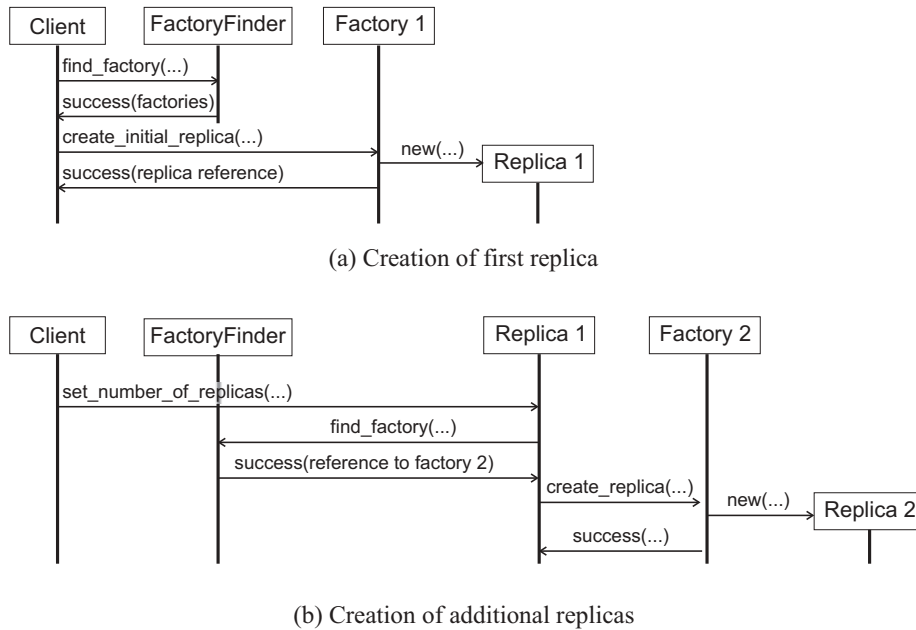 Client
FactoryFinder
Factory 1
find_factory(...)
success(factories)
create_initial_replica(...)
new(...)
Replica 1
success(replica reference)
(a) Creation of first replica
Client
FactoryFinder
Replica 1
Factory 2
set_number_of_replicas(...)
find_factory(...)
success(reference to factory 2)
create_replica(...)
new(...)
Replica 2
success(...)
(b) Creation of additional replicas